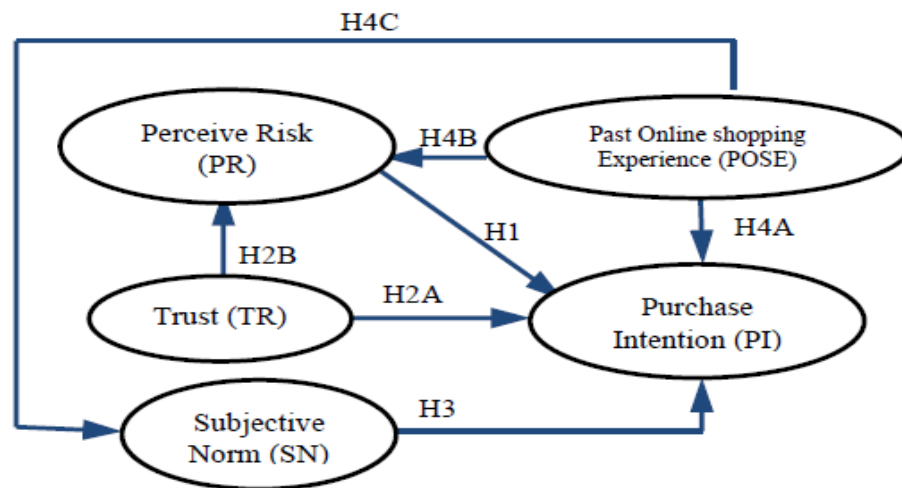 H4C
Perceive Risk
(PR)
H4B
Past Online shopping
Experience (POSE)
H1
H4A
H2B
Trust (TR)
H2A
Purchase
Intention (PI)
Subjective
Norm (SN)
H3